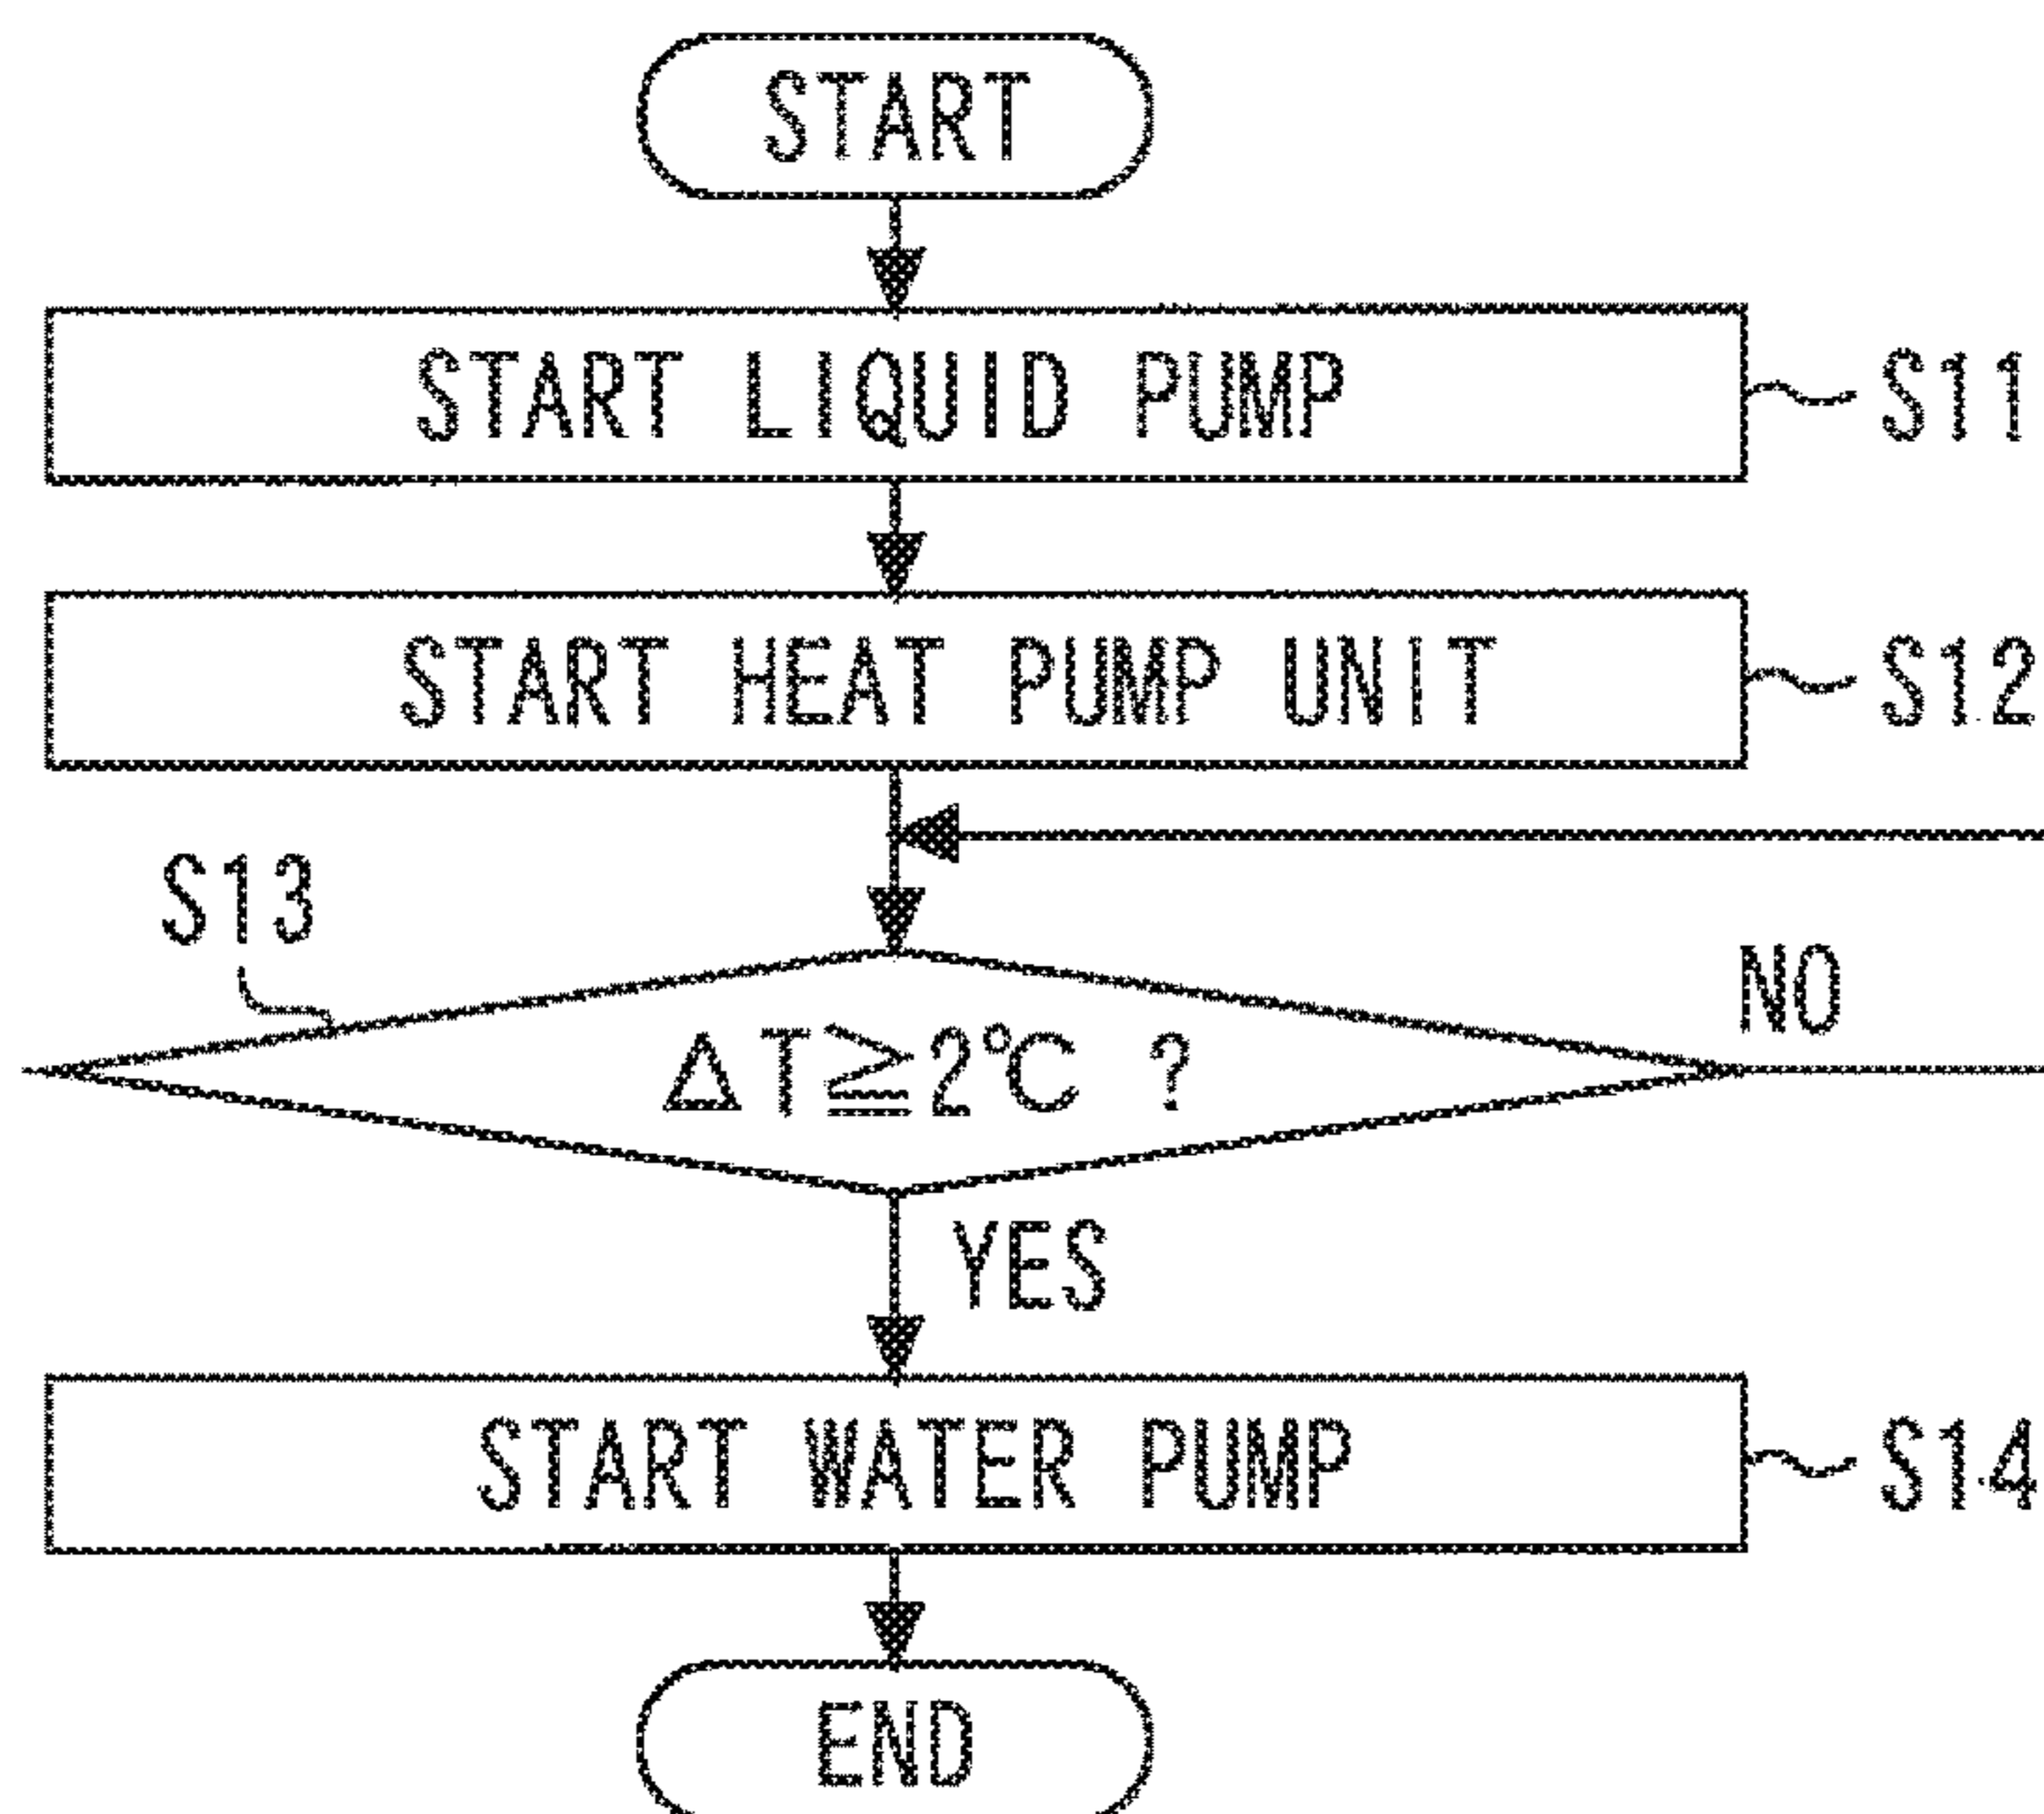 START
START LIQUID PUMP
S11
START HEAT PUMP UNIT
S12
S13
NO
ΔT≧2℃ ?
YES
START WATER PUMP
S14
END